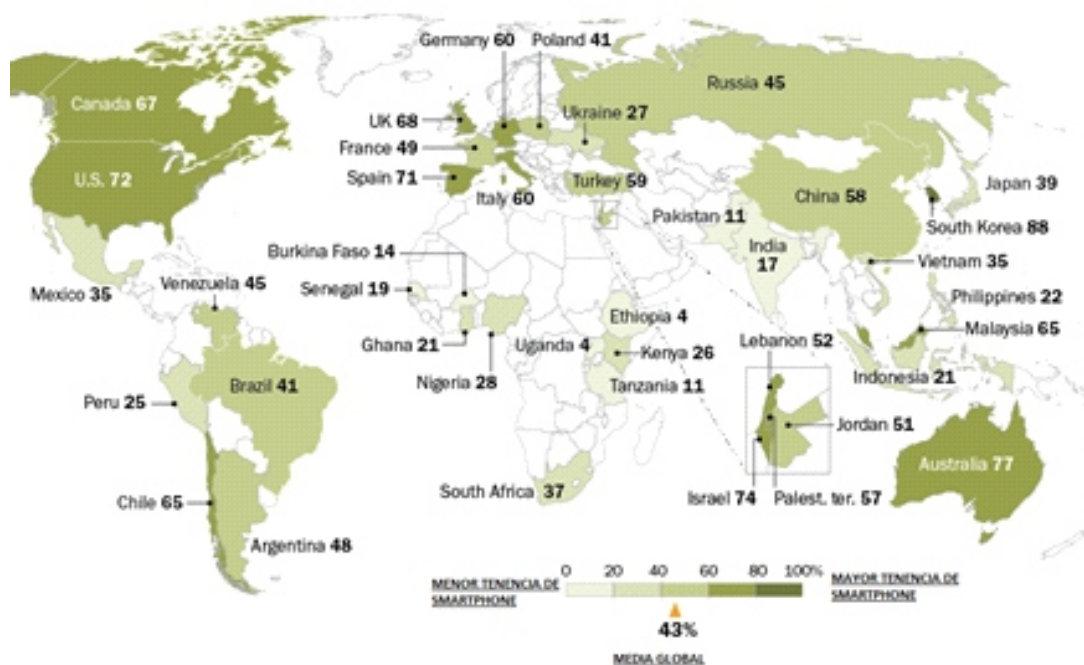 Germany 60
Poland 41
Russia 45
Canada 67
Ukraine 27
UK 68
France 49
U.S. 72
Spain 71
Italy 60
Turkey 59
China 58
Japan 39
Pakistan 11
South Korea 88
India
17
Burkina Faso 14
Vietnam 35
Venezuela 45
Senegal 19
Mexico 35
Philippines 22
Ethiopia 4
Malaysia 65
Ghana 21
Uganda 4
Kenya 26
Lebanon 52
Nigeria 28
Tanzania 11
Indonesia 21
Brazil 41
Peru 25
Jordan 51
Australia 77
South Africa 37
Israel 74
Palest. ter. 57
Chile 65
Argentina 48
0 20 40 60 80 100%
MENOR TENENCIA DE
SMARTPHONE
MAYOR TENENCIA DE
SMARTPHONE
43%
MEDIA GLOBAL